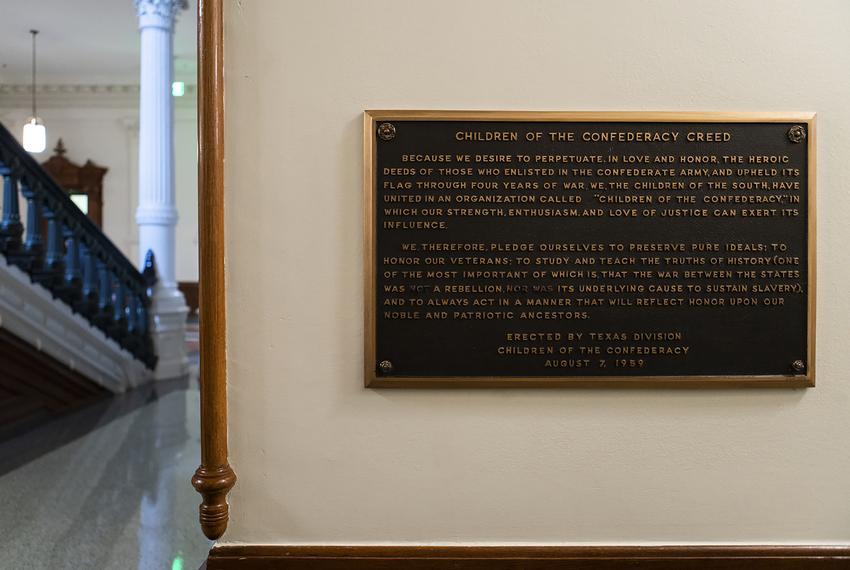 CHILDREN OF THE CONFEDERACY CREED
BECAUSE WE DESIRE TO PERPETUATE, IN LOVE AND HONOR, THE HEROIC
DEEDS OF THOSE WHO ENLISTED IN THE CONFEDERATE ARMY, AND UPHELD ITS
FLAG THROUGH FOUR YEARS OF WAR, WE, THE CHILDREN OF THE SOUTH, HAVE
UNITED IN AN ORGANIZATION CALLED "CHILDREN OF THE CONFEDERACY," IN
WHICH OUR STRENGTH, ENTHUSIASM, AND LOVE OF JUSTICE CAN EXERT ITS
INFLUENCE.
WE, THEREFORE, PLEDGE OURSELVES TO PRESERVE PURE IDEALS; TO
HONOR OUR VETERANS; TO STUDY AND TEACH THE TRUTHS OF HISTORY (ONE
OF THE MOST IMPORTANT OF WHICH IS, THAT THE WAR BETWEEN THE STATES
WAS NOT A REBELLION, NOR WAS ITS UNDERLYING CAUSE TO SUSTAIN SLAVERY),
AND TO ALWAYS ACT IN A MANNER THAT WILL REFLECT HONOR UPON OUR
NOBLE AND PATRIOTIC ANCESTORS.
ERECTED BY TEXAS DIVISION
CHILDREN OF THE CONFEDERACY
AUGUST 7, 1959